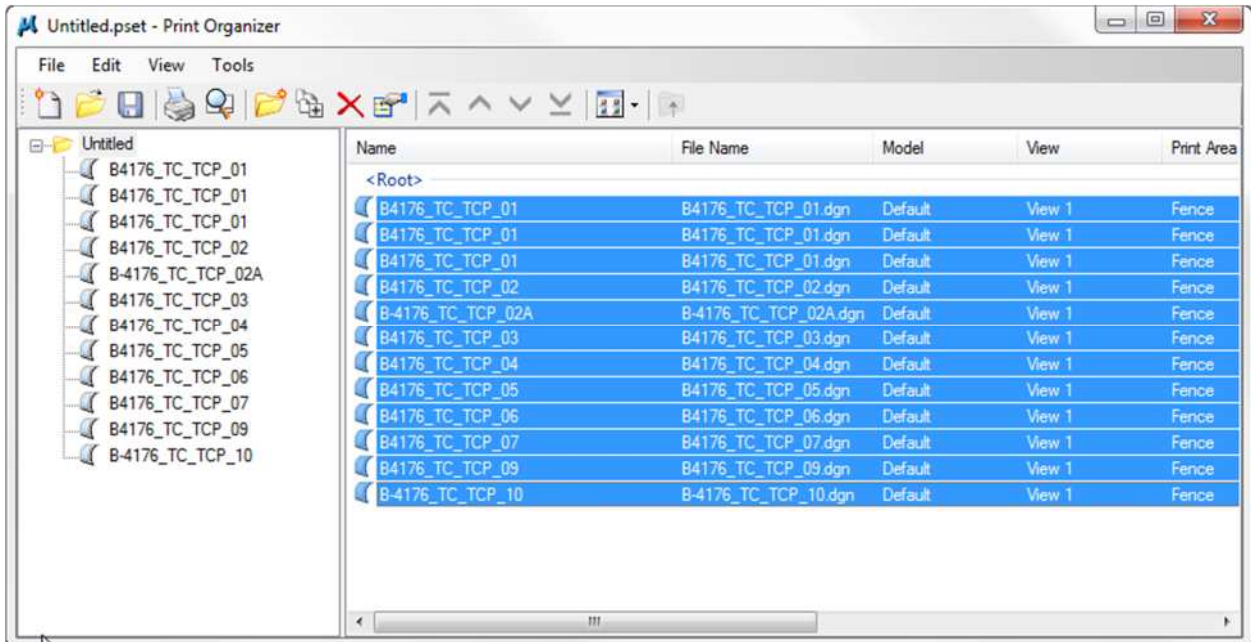 Untitled.pset - Print Organizer
File Edit View Tools
Untitled
B4176_TC_TCP_01
B4176_TC_TCP_01
B4176_TC_TCP_01
B4176_TC_TCP_02
B-4176_TC_TCP_02A
B4176_TC_TCP_03
B4176_TC_TCP_04
B4176_TC_TCP_05
B4176_TC_TCP_06
B4176_TC_TCP_07
B4176_TC_TCP_09
B-4176_TC_TCP_10
Name File Name Model View Print Area
<Root>
B4176_TC_TCP_01 B4176_TC_TCP_01.dgn Default View 1 Fence
B4176_TC_TCP_01 B4176_TC_TCP_01.dgn Default View 1 Fence
B4176_TC_TCP_01 B4176_TC_TCP_01.dgn Default View 1 Fence
B4176_TC_TCP_02 B4176_TC_TCP_02.dgn Default View 1 Fence
B-4176_TC_TCP_02A B-4176_TC_TCP_02A.dgn Default View 1 Fence
B4176_TC_TCP_03 B4176_TC_TCP_03.dgn Default View 1 Fence
B4176_TC_TCP_04 B4176_TC_TCP_04.dgn Default View 1 Fence
B4176_TC_TCP_05 B4176_TC_TCP_05.dgn Default View 1 Fence
B4176_TC_TCP_06 B4176_TC_TCP_06.dgn Default View 1 Fence
B4176_TC_TCP_07 B4176_TC_TCP_07.dgn Default View 1 Fence
B4176_TC_TCP_09 B4176_TC_TCP_09.dgn Default View 1 Fence
B-4176_TC_TCP_10 B-4176_TC_TCP_10.dgn Default View 1 Fence